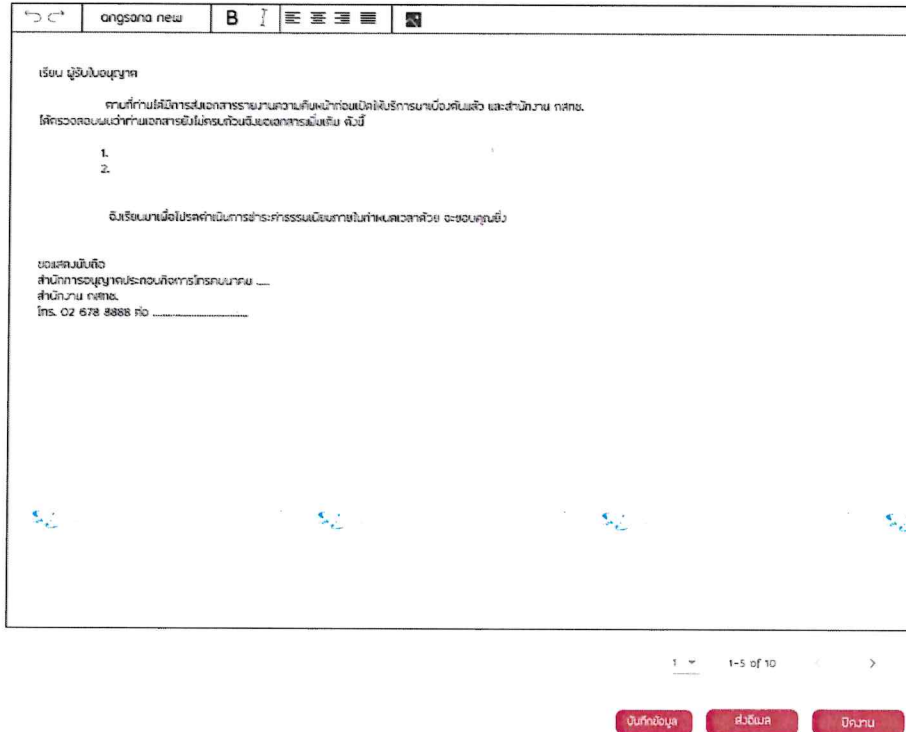 angsana new B I
เรียน ผู้รับใบอนุญาต
ตามที่ท่านได้มีการส่งเอกสารรายงานความคืบหน้าก่อนเปิดให้บริการมาเบื้องต้นแล้ว และสำนักงาน กสทช.
ได้ตรวจสอบพบว่าท่านเอกสารยังไม่ครบถ้วนจึงขอเอกสารเพิ่มเติม ดังนี้
1.
2.
จึงเรียนมาเพื่อโปรดดำเนินการชำระค่าธรรมเนียมภายในกำหนดเวลาด้วย จะขอบคุณยิ่ง
ขอแสดงนับถือ
สำนักการอนุญาตประกอบกิจการโทรคมนาคม .....
สำนักงาน กสทช.
โทร. 02 678 8888 ต่อ ................................
1 1-5 of 10
บันทึกข้อมูล ส่งอีเมล ปิดงาน